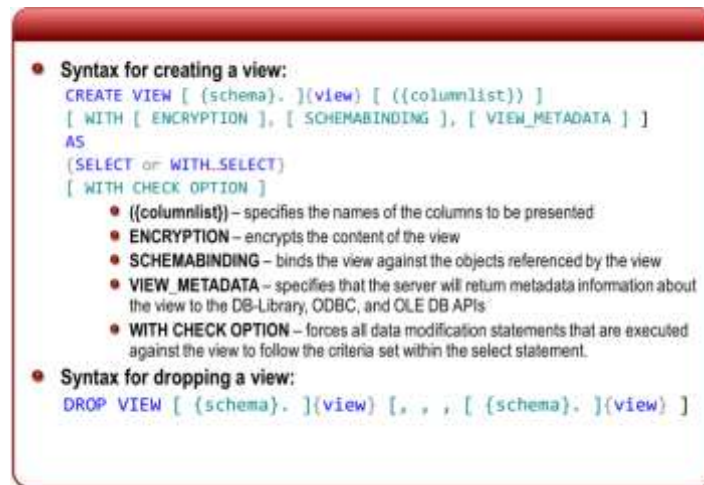 Syntax for creating a view:
CREATE VIEW [ {schema}. ]{view} [ ({columnlist}) ]
[ WITH [ ENCRYPTION ], [ SCHEMABINDING ], [ VIEW_METADATA ] ]
AS
{SELECT or WITH…SELECT}
[ WITH CHECK OPTION ]
({columnlist}) – specifies the names of the columns to be presented
ENCRYPTION – encrypts the content of the view
SCHEMABINDING – binds the view against the objects referenced by the view
VIEW_METADATA – specifies that the server will return metadata information about
the view to the DB-Library, ODBC, and OLE DB APIs
WITH CHECK OPTION – forces all data modification statements that are executed
against the view to follow the criteria set within the select statement.
Syntax for dropping a view:
DROP VIEW [ {schema}. ]{view} [, , , [ {schema}. ]{view} ]